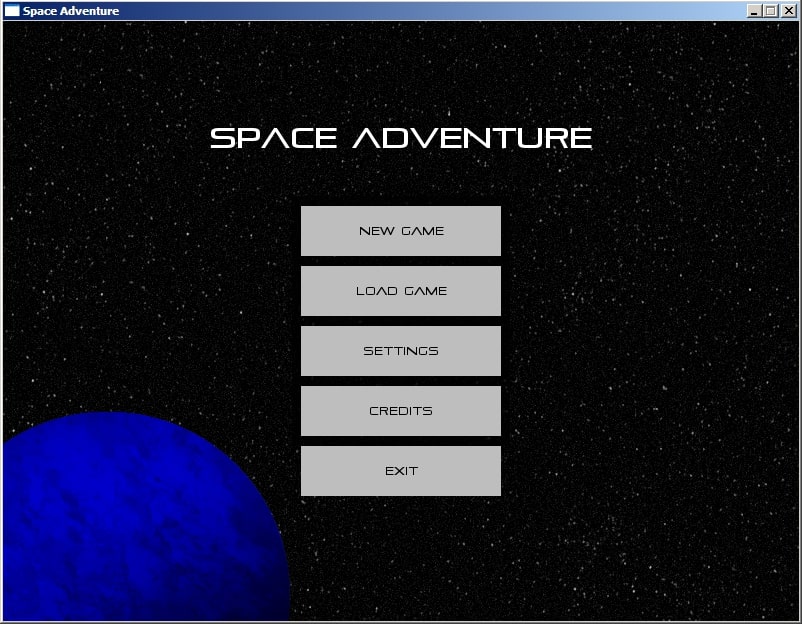 Space Adventure
SPACE ADVENTURE
NEW GAME
LOAD GAME
SETTINGS
CREDITS
EXIT